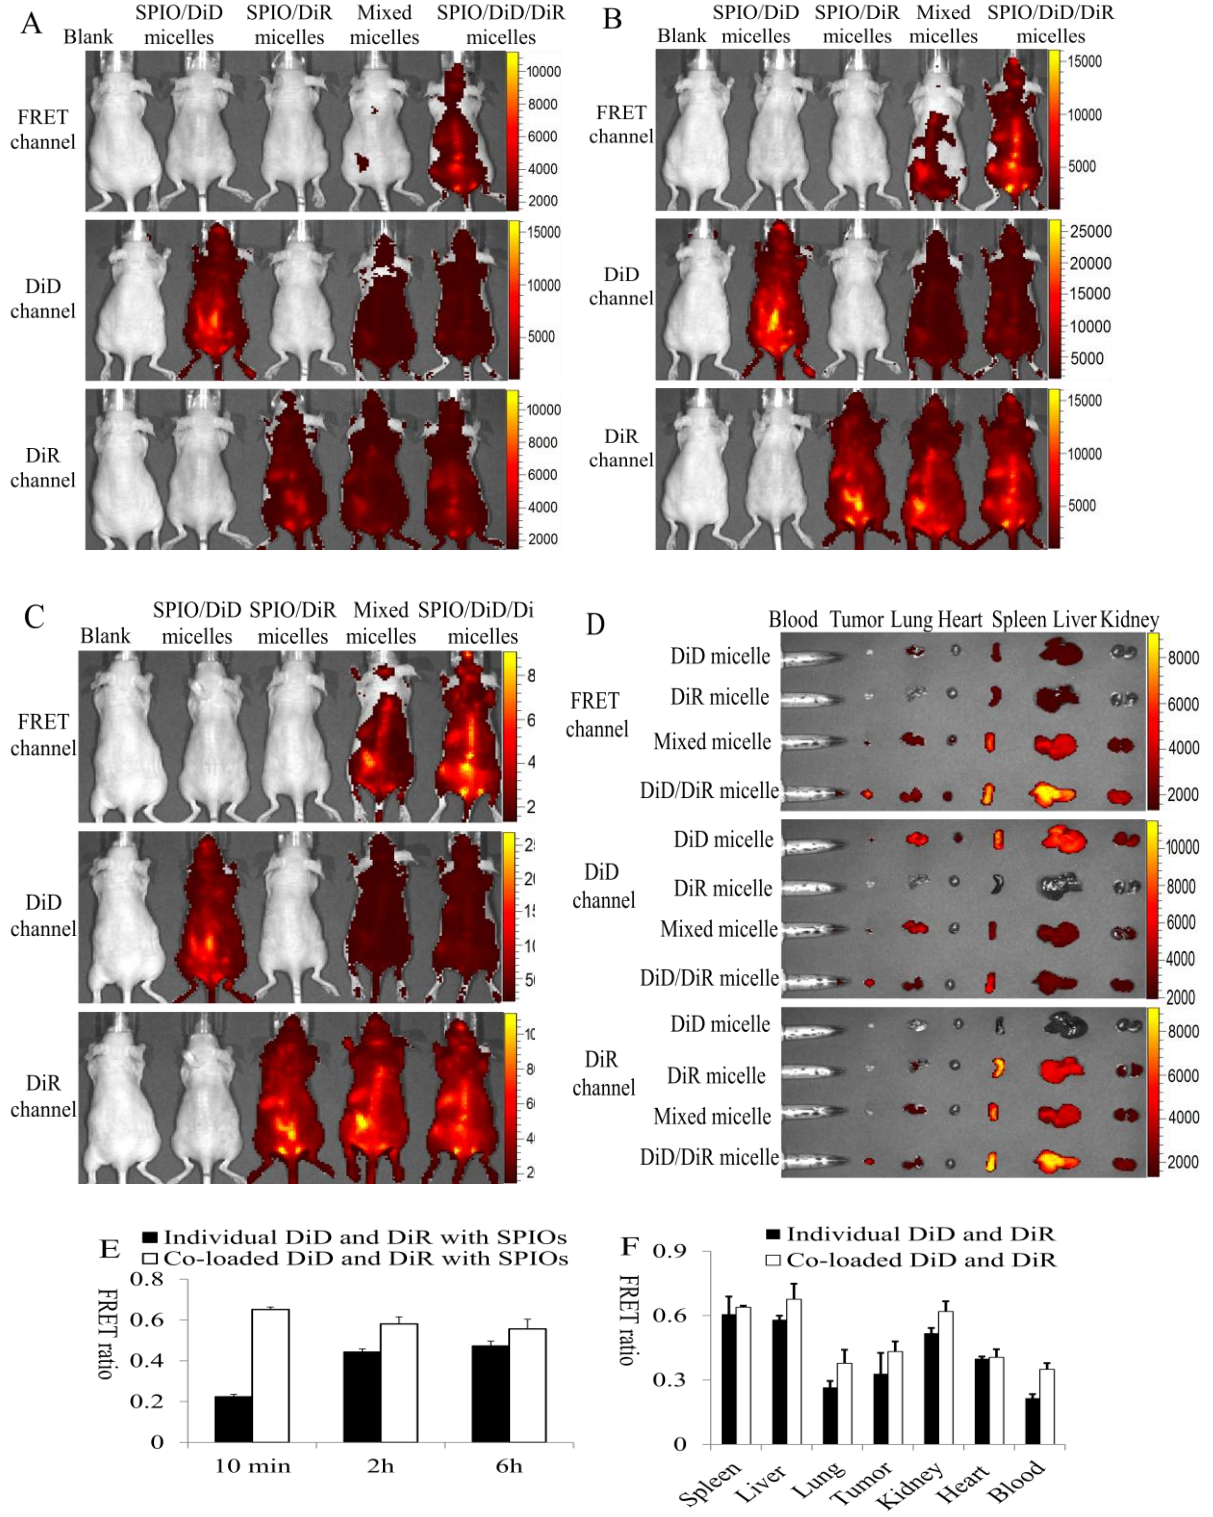 A
Blank
SPIO/DiD
micelles
SPIO/DiR
micelles
Mixed
micelles
SPIO/DiD/DiR
micelles
FRET
channel
10000
8000
6000
4000
2000
DiD
channel
15000
10000
5000
DiR
channel
10000
8000
6000
4000
2000
B
Blank
SPIO/DiD
micelles
SPIO/DiR
micelles
Mixed
micelles
SPIO/DiD/DiR
micelles
FRET
channel
15000
10000
5000
DiD
channel
25000
20000
15000
10000
5000
DiR
channel
15000
10000
5000
C
Blank
SPIO/DiD
micelles
SPIO/DiR
micelles
Mixed
micelles
SPIO/DiD/Di
micelles
FRET
channel
8
6
4
2
DiD
channel
2
20
15
10
5
DiR
channel
10
8
6
4
2
D
Blood Tumor Lung Heart Spleen Liver Kidney
FRET
channel
DiD micelle
DiR micelle
Mixed micelle
DiD/DiR micelle
8000
6000
4000
2000
DiD
channel
DiD micelle
DiR micelle
Mixed micelle
DiD/DiR micelle
10000
8000
6000
4000
2000
DiR
channel
DiD micelle
DiR micelle
Mixed micelle
DiD/DiR micelle
8000
6000
4000
2000
E
Individual DiD and DiR with SPIOs
Co-loaded DiD and DiR with SPIOs
FRET ratio
0.8
0.6
0.4
0.2
0
10 min
2h
6h
F
Individual DiD and DiR
Co-loaded DiD and DiR
FRET ratio
0.9
0.6
0.3
0
Spleen
Liver
Lung
Tumor
Kidney
Heart
Blood